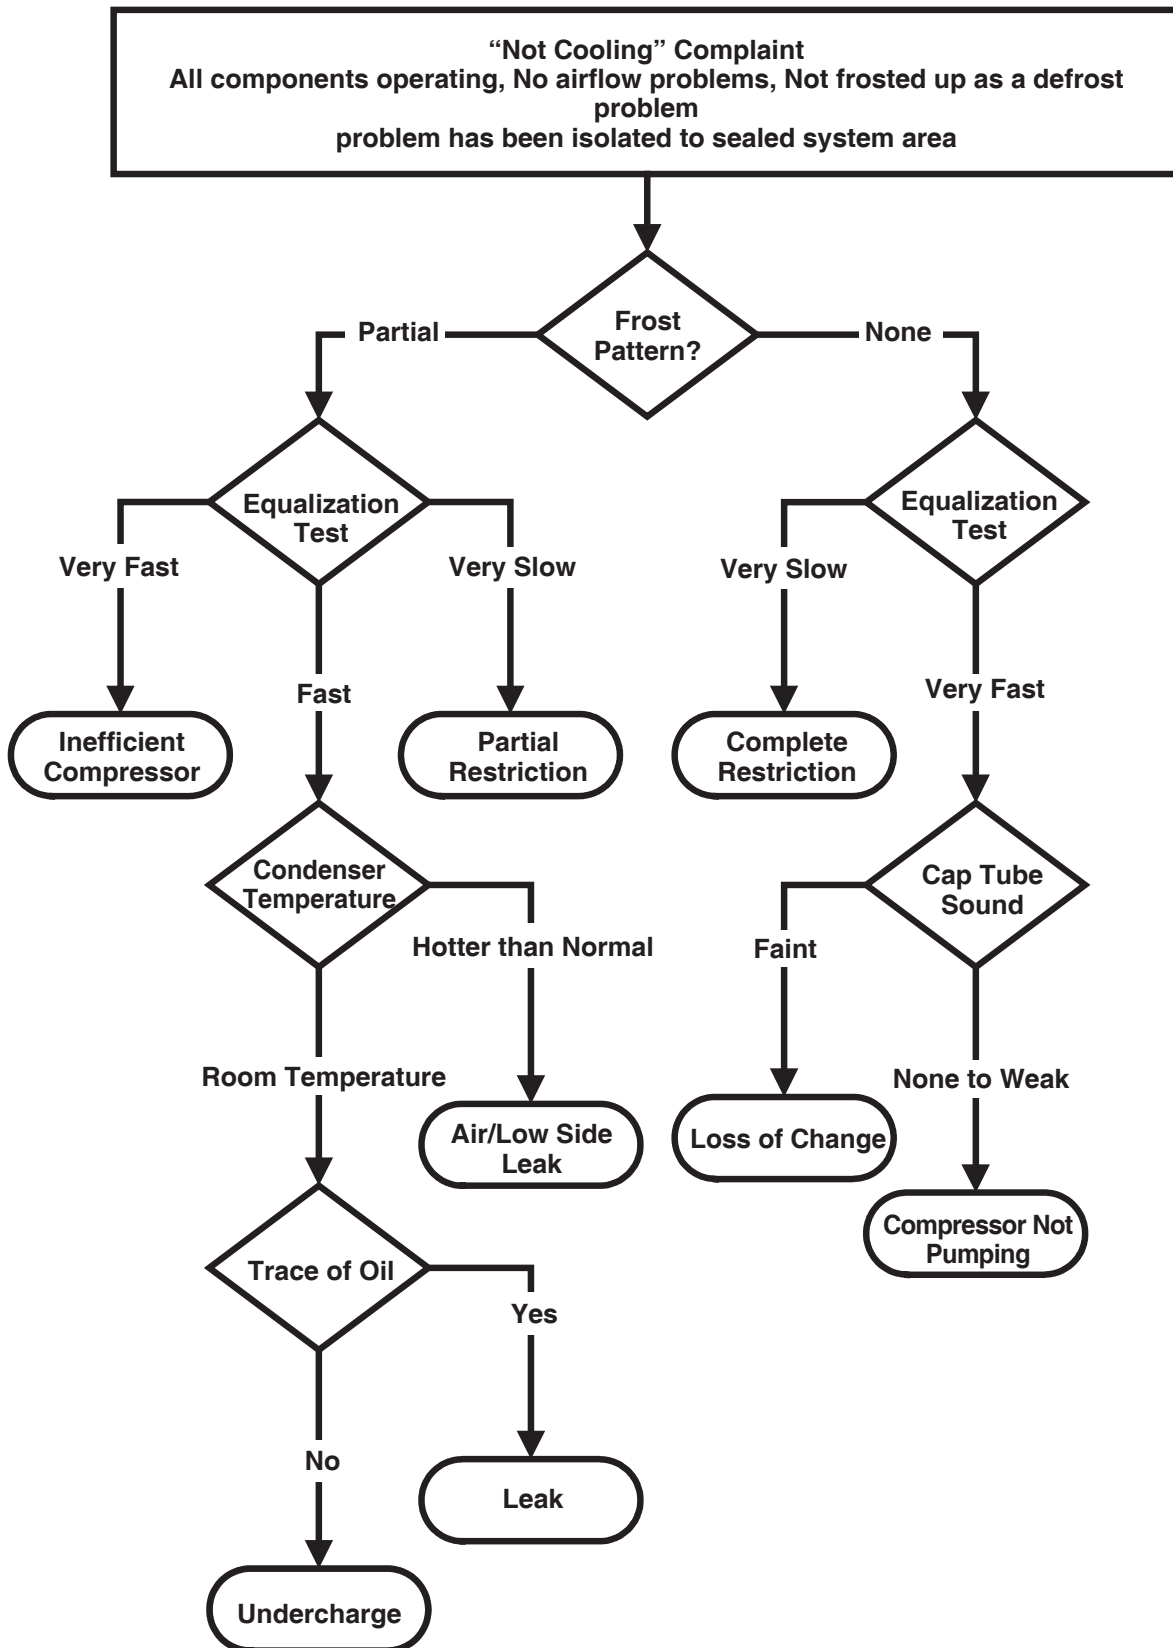 “Not Cooling” Complaint
All components operating, No airflow problems, Not frosted up as a defrost
problem
problem has been isolated to sealed system area
Frost
Pattern?
Partial
None
Equalization
Test
Equalization
Test
Very Fast
Very Slow
Very Slow
Fast
Very Fast
Inefficient
Compressor
Partial
Restriction
Complete
Restriction
Condenser
Temperature
Cap Tube
Sound
Hotter than Normal
Faint
Room Temperature
None to Weak
Air/Low Side
Leak
Loss of Change
Compressor Not
Pumping
Trace of Oil
Yes
No
Leak
Undercharge